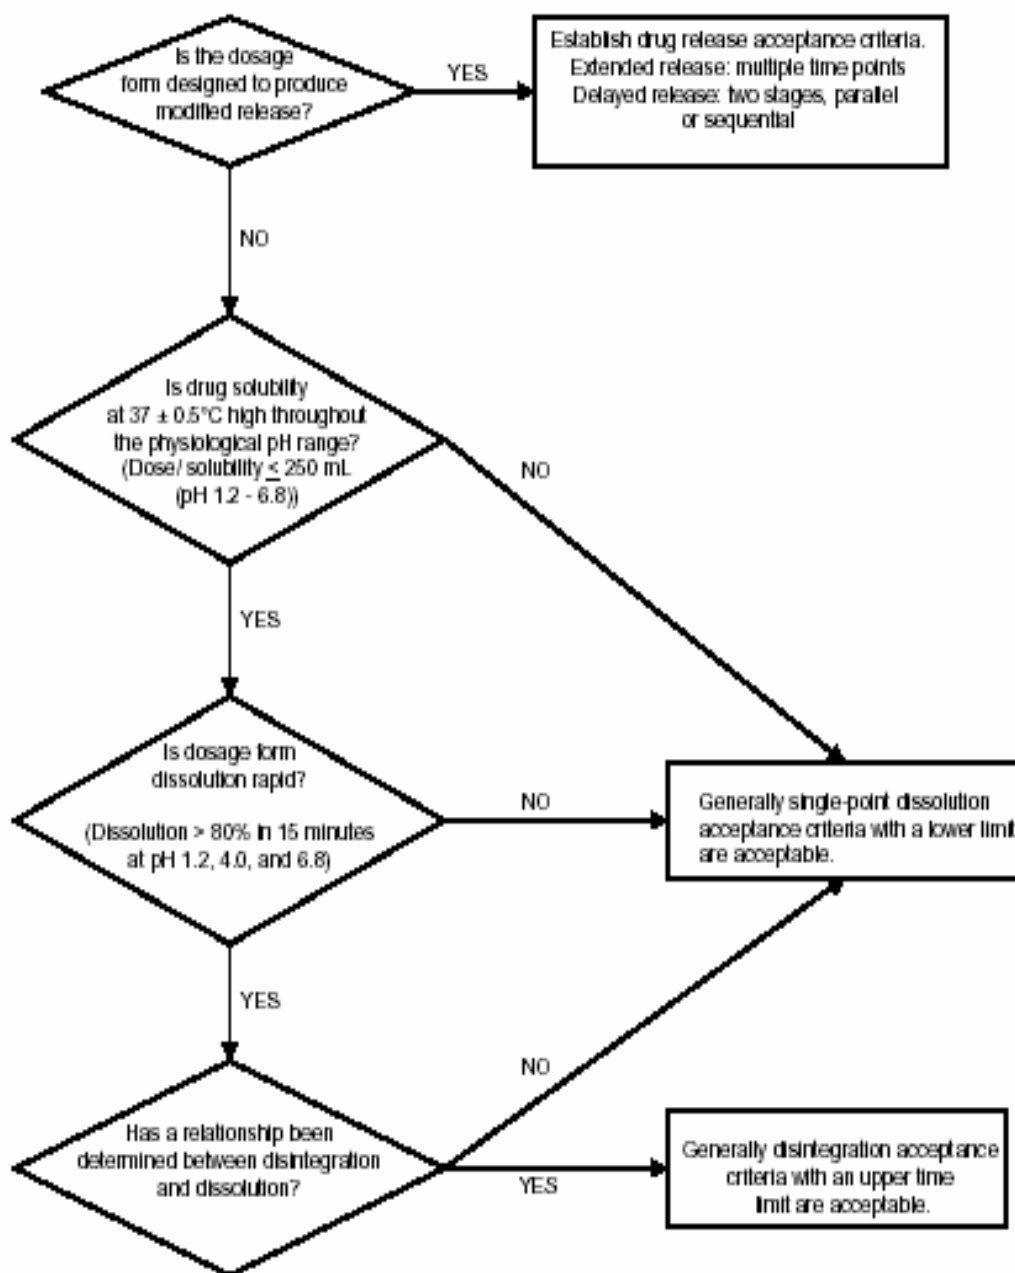 Is the dosage
form designed to produce
modified release?
YES
Establish drug release acceptance criteria.
Extended release: multiple time points
Delayed release: two stages, parallel
or sequential
NO
Is drug solubility
at 37 ± 0.5°C high throughout
the physiological pH range?
(Dose/ solubility ≤ 250 mL
(pH 1.2 - 6.8))
NO
YES
Is dosage form
dissolution rapid?
(Dissolution > 80% in 15 minutes
at pH 1.2, 4.0, and 6.8)
NO
Generally single-point dissolution
acceptance criteria with a lower limit
are acceptable.
YES
NO
Has a relationship been
determined between disintegration
and dissolution?
YES
Generally disintegration acceptance
criteria with an upper time
limit are acceptable.